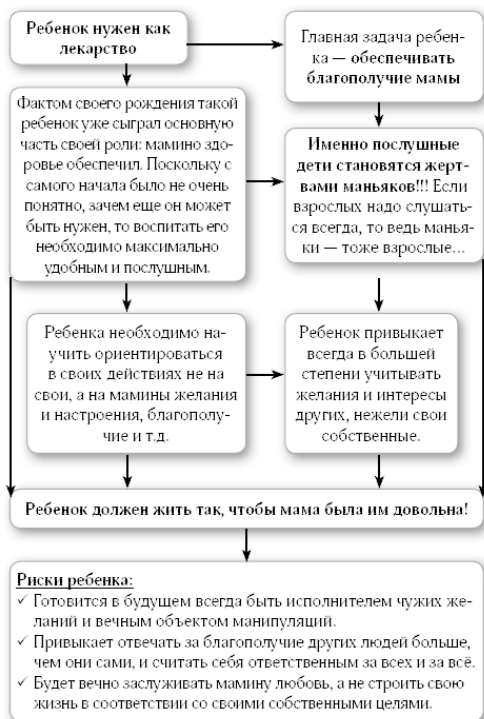 Ребенок нужен как
лекарство
Главная задача ребен-
ка — обеспечивать
благополучие мамы
Фактом своего рождения такой
ребенок уже сыграл основную
часть своей роли: мамино здо-
ровье обеспечил. Поскольку с
самого начала было не очень
понятно, зачем еще он может
быть нужен, то воспитать его
необходимо максимально
удобным и послушным.
Именно послушные
дети становятся жерт-
вами маньяков!!! Если
взрослых надо слушать-
ся всегда, то ведь манья-
ки — тоже взрослые…
Ребенка необходимо на-
учить ориентироваться
в своих действиях не на
свои, а на мамины желания
и настроения, благополу-
чие и т.д.
Ребенок привыкает
всегда в большей
степени учитывать
желания и интересы
других, нежели свои
собственные.
Ребенок должен жить так, чтобы мама была им довольна!
Риски ребенка:
✓ Готовится в будущем всегда быть исполнителем чужих же-
ланий и вечным объектом манипуляций.
✓ Привыкает отвечать за благополучие других людей больше,
чем они сами, и считать себя ответственным за всех и за всё.
✓ Будет вечно заслуживать мамину любовь, а не строить свою
жизнь в соответствии со своими собственными целями.